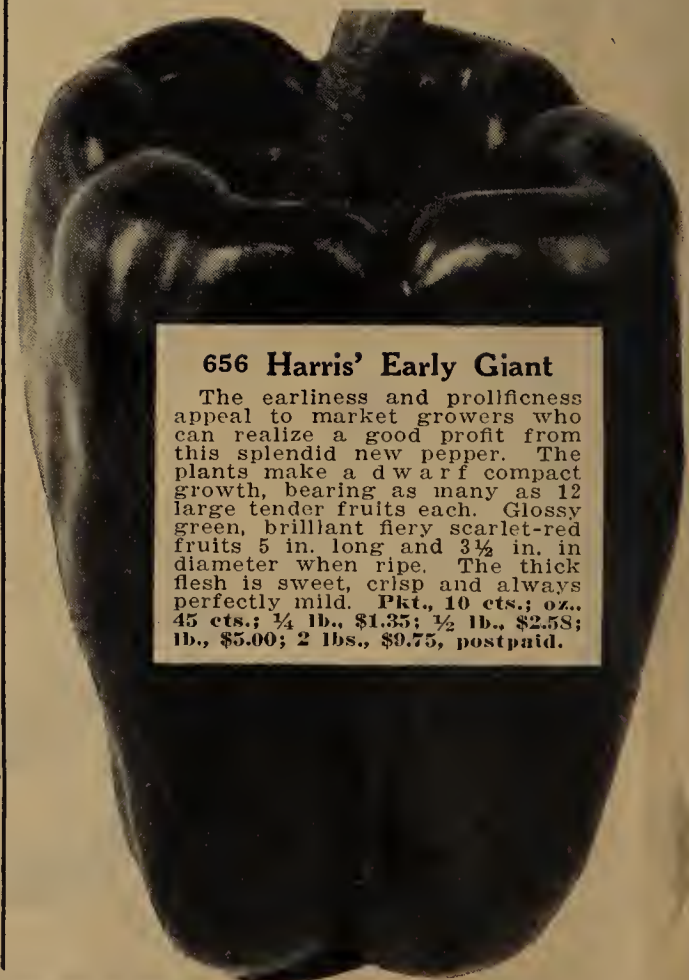 656 Harris’ Early Giant
The earliness and prolificness
appeal to market growers who
can realize a good profit from
this splendid new pepper. The
plants make a dwarf compact
growth, bearing as many as 12
large tender fruits each. Glossy
green, brilliant fiery scarlet-red
fruits 5 in. long and 3½ in. in
diameter when ripe. The thick
flesh is sweet, crisp and always
perfectly mild. Pkt., 10 cts.; oz.,
45 cts.; ¼ lb., $1.35; ½ lb., $2.58;
lb., $5.00; 2 lbs., $9.75, postpaid.